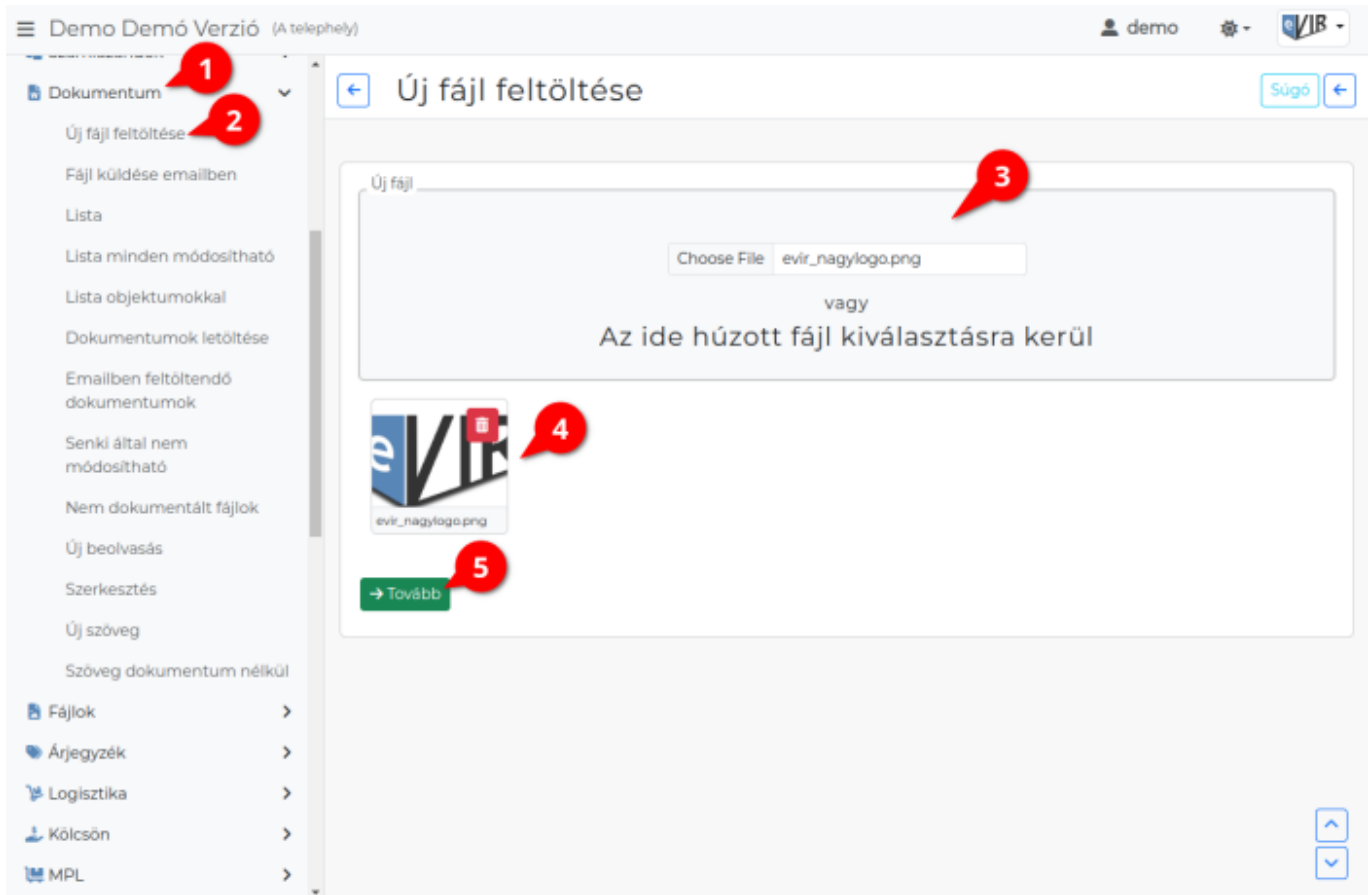 Demo Demó Verzió (A telephely)
demo
eVIR
1
Dokumentum
2
Új fájl feltöltése
Fájl küldése emailben
Lista
Lista minden módosítható
Lista objektumokkal
Dokumentumok letöltése
Emailben feltöltendő
dokumentumok
Senki által nem
módosítható
Nem dokumentált fájlok
Új beolvasás
Szerkesztés
Új szöveg
Szöveg dokumentum nélkül
Fájlok
Árjegyzék
Logisztika
Kölcsön
MPL
Új fájl feltöltése
Súgó
3
Új fájl
Choose File evir_nagylogo.png
vagy
Az ide húzott fájl kiválasztásra kerül
4
eVIR
evir_nagylogo.png
5
Tovább